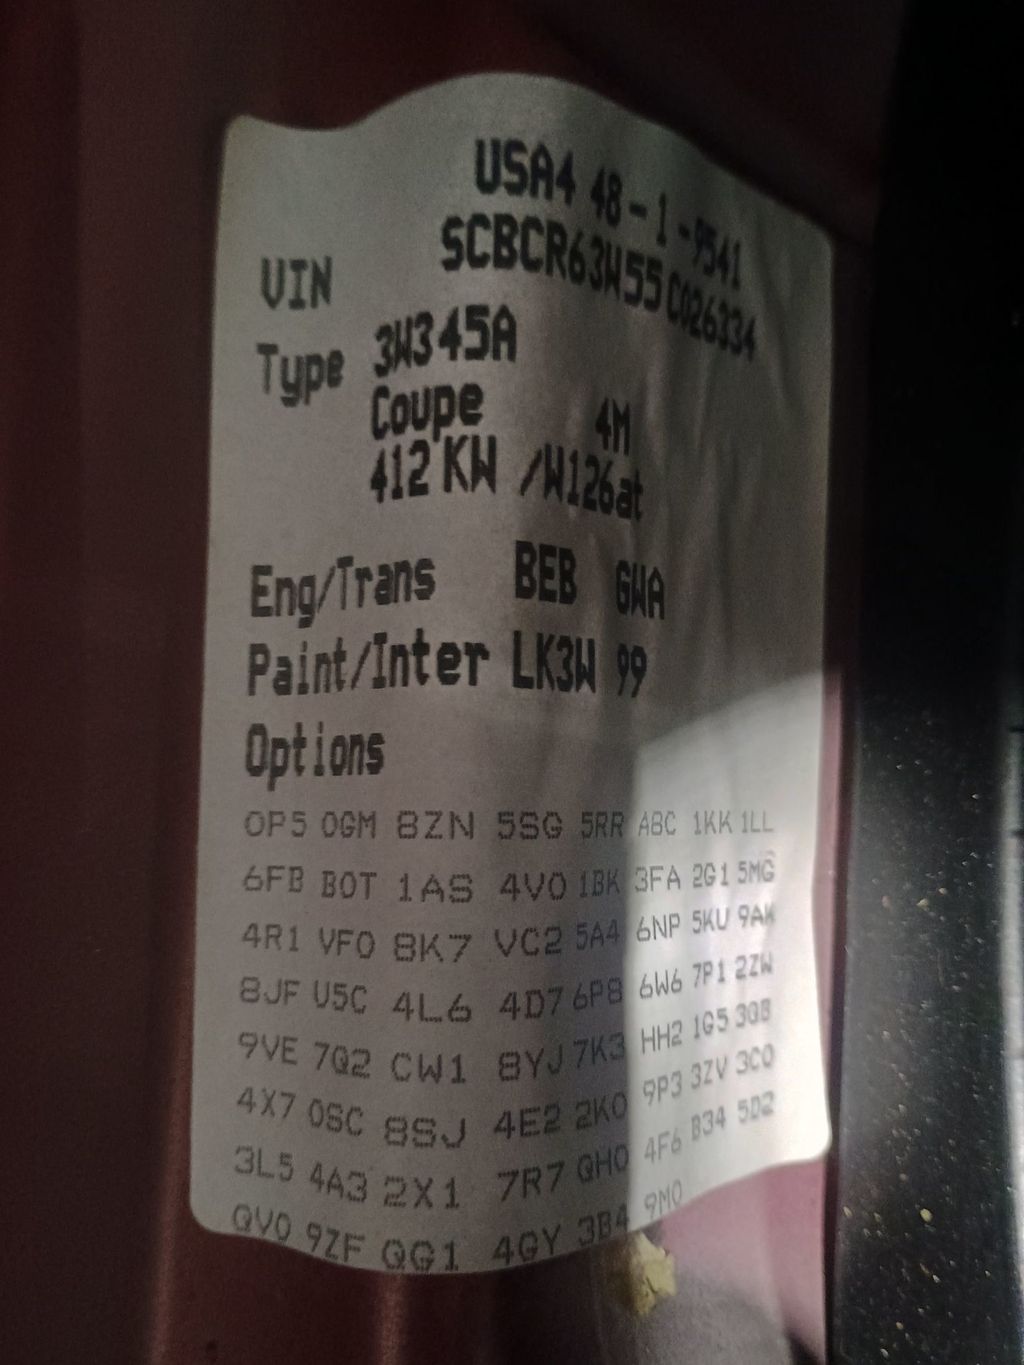 USA4 48-1-9541
VIN SCBCR63W55C026334
Type 3W345A
Coupe 4M
412 KW /W126at
Eng/Trans BEB GWA
Paint/Inter LK3W 99
Options
0P5 0GM 8ZN 5SG 5RR A8C 1KK 1LL
6FB B0T 1AS 4V0 1BK 3FA 2G1 5MG
4R1 VF0 8K7 VC2 5A4 6NP 5KU 9AK
8JF U5C 4L6 4D7 6P8 6W6 7P1 2ZW
9VE 7Q2 CW1 8YJ 7K3 HH2 1G5 3QB
4X7 0SC 8SJ 4E2 2K0 9P3 3ZV 3C0
3L5 4A3 2X1 7R7 GH0 4F6 B34 5D2
QV0 9ZF QG1 4GY 3B4 9M0